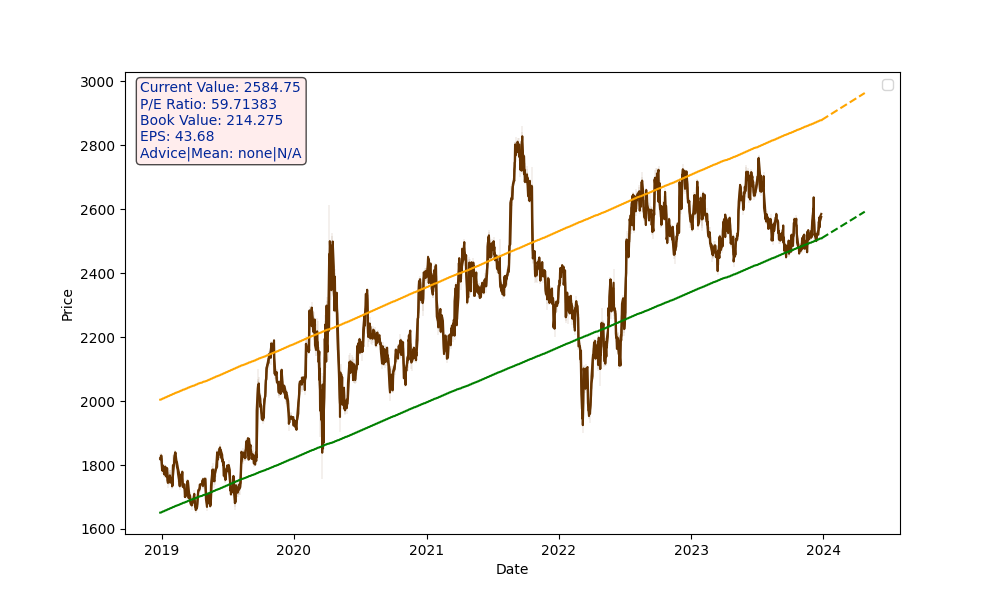 3000
2800
2600
2400
2200
2000
1800
1600
Price
Current Value: 2584.75
P/E Ratio: 59.71383
Book Value: 214.275
EPS: 43.68
Advice|Mean: none|N/A
2019 2020 2021 2022 2023 2024
Date